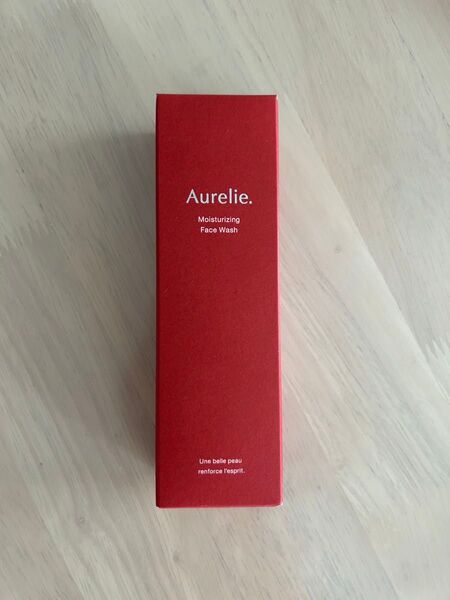 Aurelie.
Moisturizing
Face Wash
Une belle peau
renforce l'esprit.